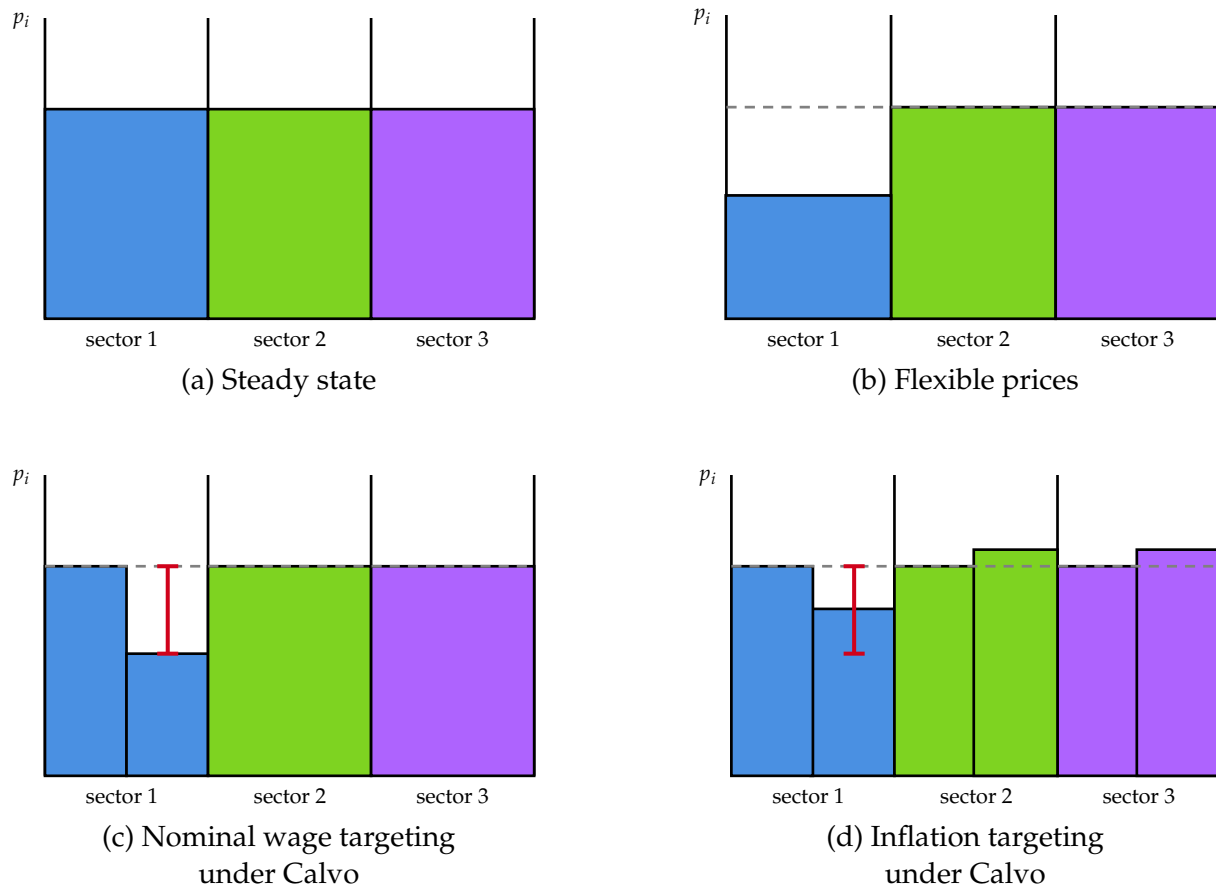 p_i
sector 1 sector 2 sector 3
(a) Steady state
p_i
sector 1 sector 2 sector 3
(b) Flexible prices
p_i
sector 1 sector 2 sector 3
(c) Nominal wage targeting
under Calvo
p_i
sector 1 sector 2 sector 3
(d) Inflation targeting
under Calvo